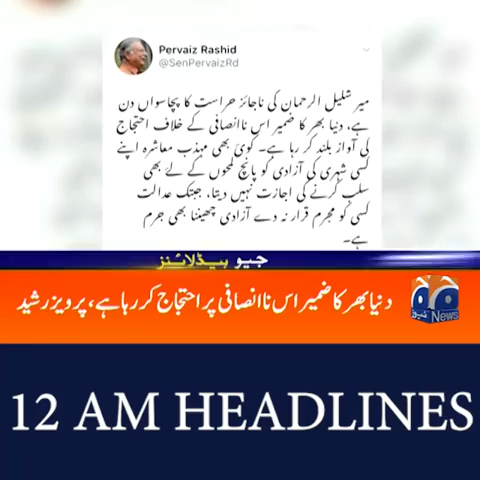 Pervaiz Rashid
@SenPervaizRd
میر شکیل الرحمان کی ناجائز حراست کا پچاسواں دن
ہے، دنیا بھر کا ضمیر اس ناانصافی کے خلاف احتجاج
کی آواز بلند کر رہا ہے۔ کوئ بھی مہذب معاشرہ اپنے
کسی شہری کی آزادی کو پانچ لمحوں کے لیے بھی
سلب کرنے کی اجازت نہیں دیتا، جبتک عدالت
کسی کو مجرم قرار نہ دے آزادی چھیننا بھی جرم
ہے۔
جیو ہیڈلائنز
دنیا بھر کا ضمیر اس ناانصافی پر احتجاج کر رہا ہے، پرویز رشید
نیوز News
12 AM HEADLINES